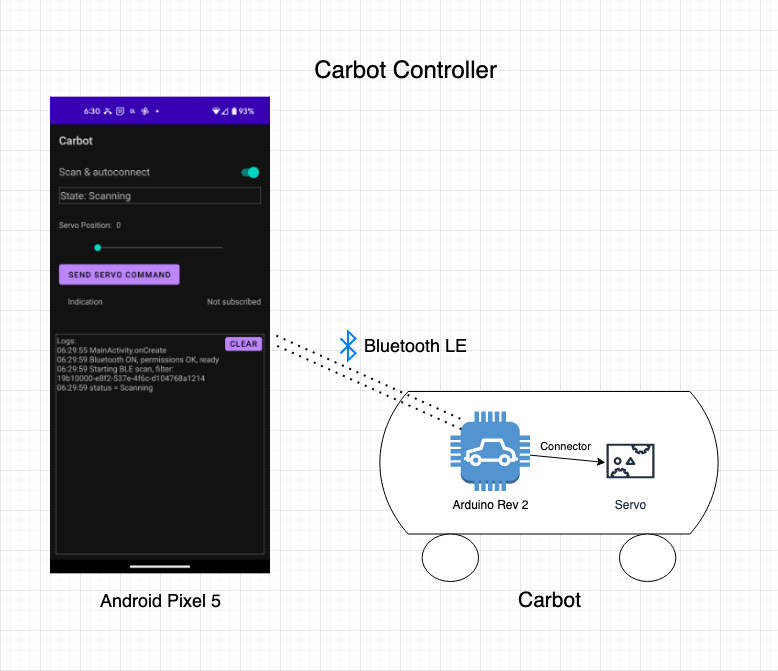 Carbot Controller
6:30
93%
Carbot
Scan & autoconnect
State: Scanning
Servo Position: 0
SEND SERVO COMMAND
Indication Not subscribed
Logs:
CLEAR
06:29:55 MainActivity.onCreate
06:29:59 Bluetooth ON, permissions OK, ready
06:29:59 Starting BLE scan, filter:
19b10000-e8f2-537e-4f6c-d104768a1214
06:29:59 status = Scanning
Bluetooth LE
Connector
Arduino Rev 2
Servo
Android Pixel 5
Carbot